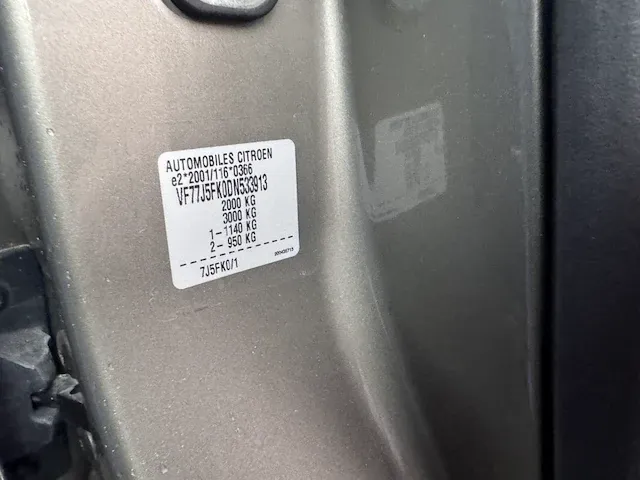 AUTOMOBILES CITROEN
e2*2001/116*0366
VF77J5FK0DN533913
2000 KG
3000 KG
1-1140 KG
2-950 KG
7J5FK0/1